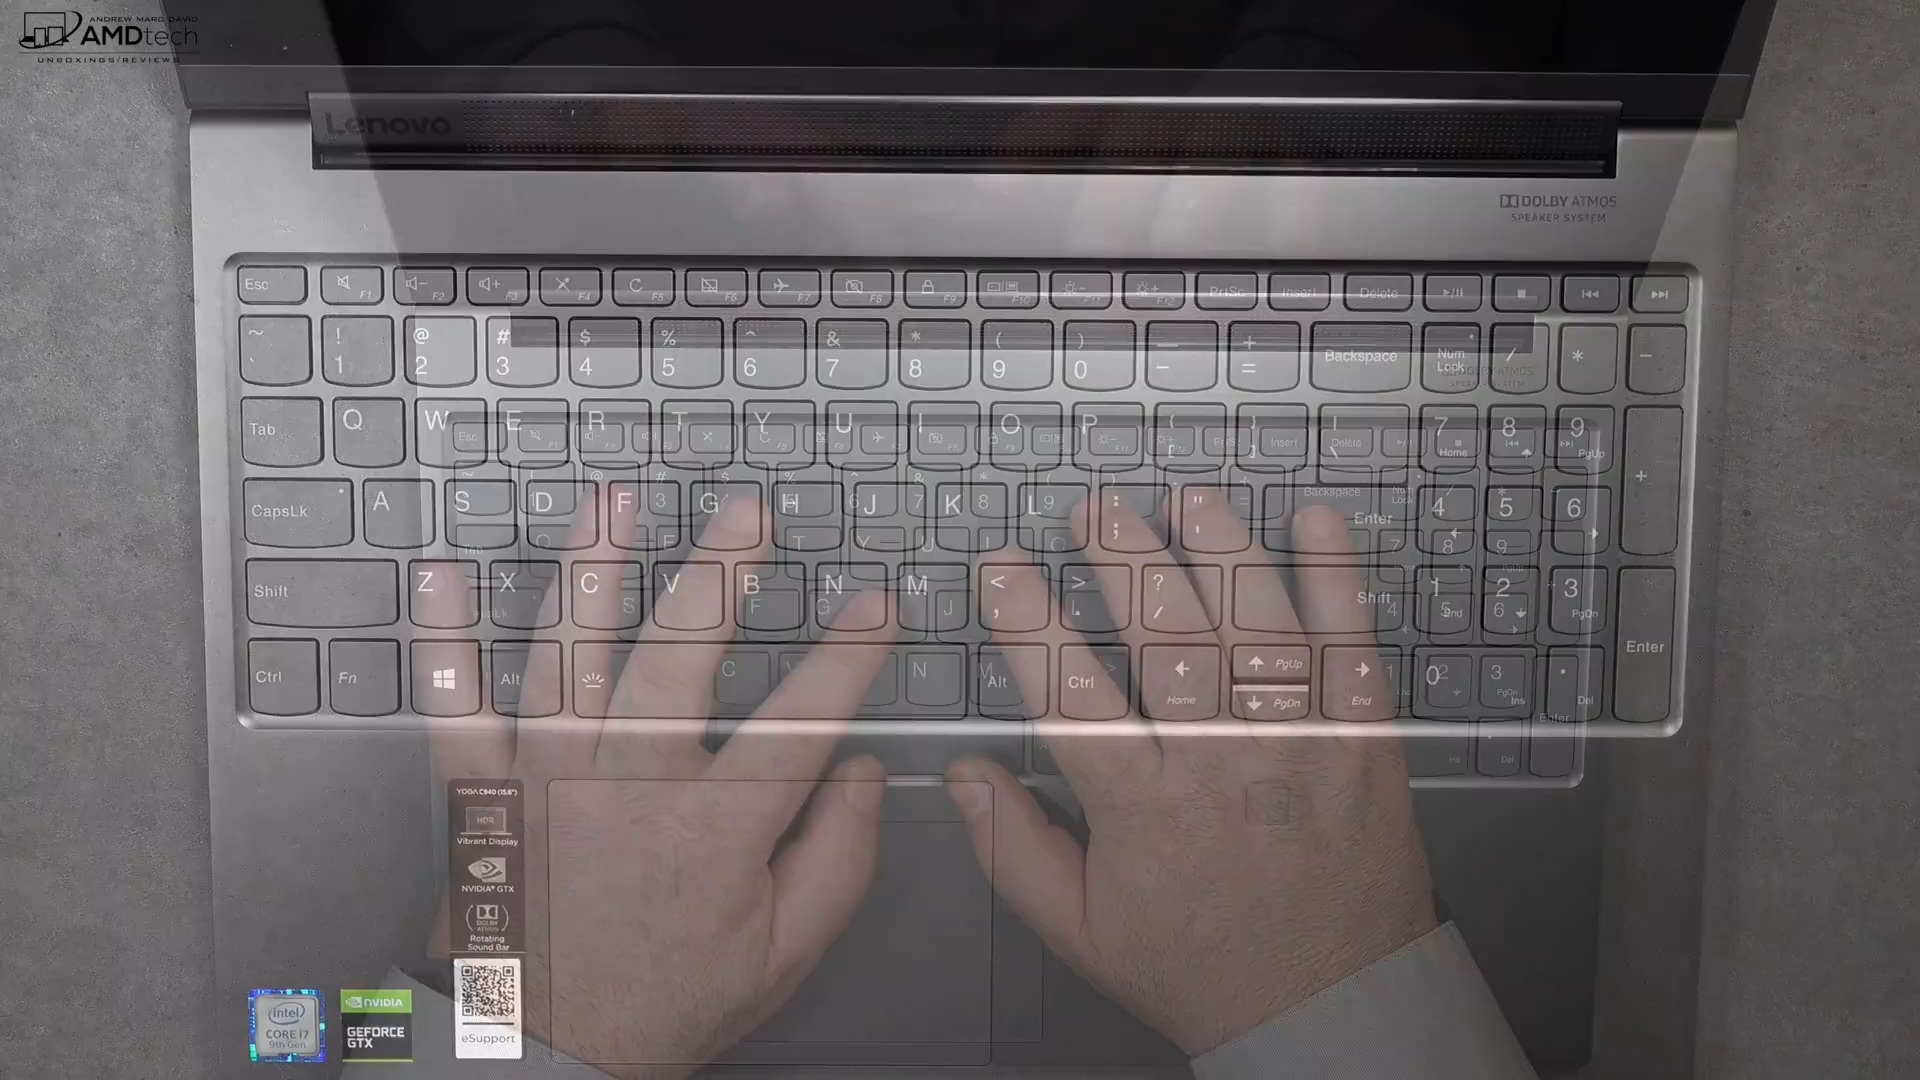 ANDREW MARC DAVID
AMDtech
UNBOXINGS/REVIEWS
Lenovo
DOLBY ATMOS
SPEAKER SYSTEM
Esc F1 F2 F3 F4 F5 F6 F7 F8 F9 F10 F11 F12 PrtSc Insert Delete
~ ! @ # $ % ^ & * ( ) — +
` 1 2 3 4 5 6 7 8 9 0 - = Backspace Num Lock / * -
Tab Q W E R T Y U I O P { [ } ] | \ 7 Home 8 9 PgUp +
CapsLk A S D F G H J K L : ; " ' Enter 4 5 6
Shift Z X C V B N M < , > . ? / Shift 1 End 2 3 PgDn
Ctrl Fn Alt Alt Ctrl Home PgUp PgDn End 0 Ins . Del Enter
YOGA C940 (15.6")
HDR
Vibrant Display
NVIDIA® GTX
DOLBY
ATMOS
Rotating
Sound Bar
eSupport
intel
CORE i7
9th Gen
NVIDIA
GEFORCE
GTX